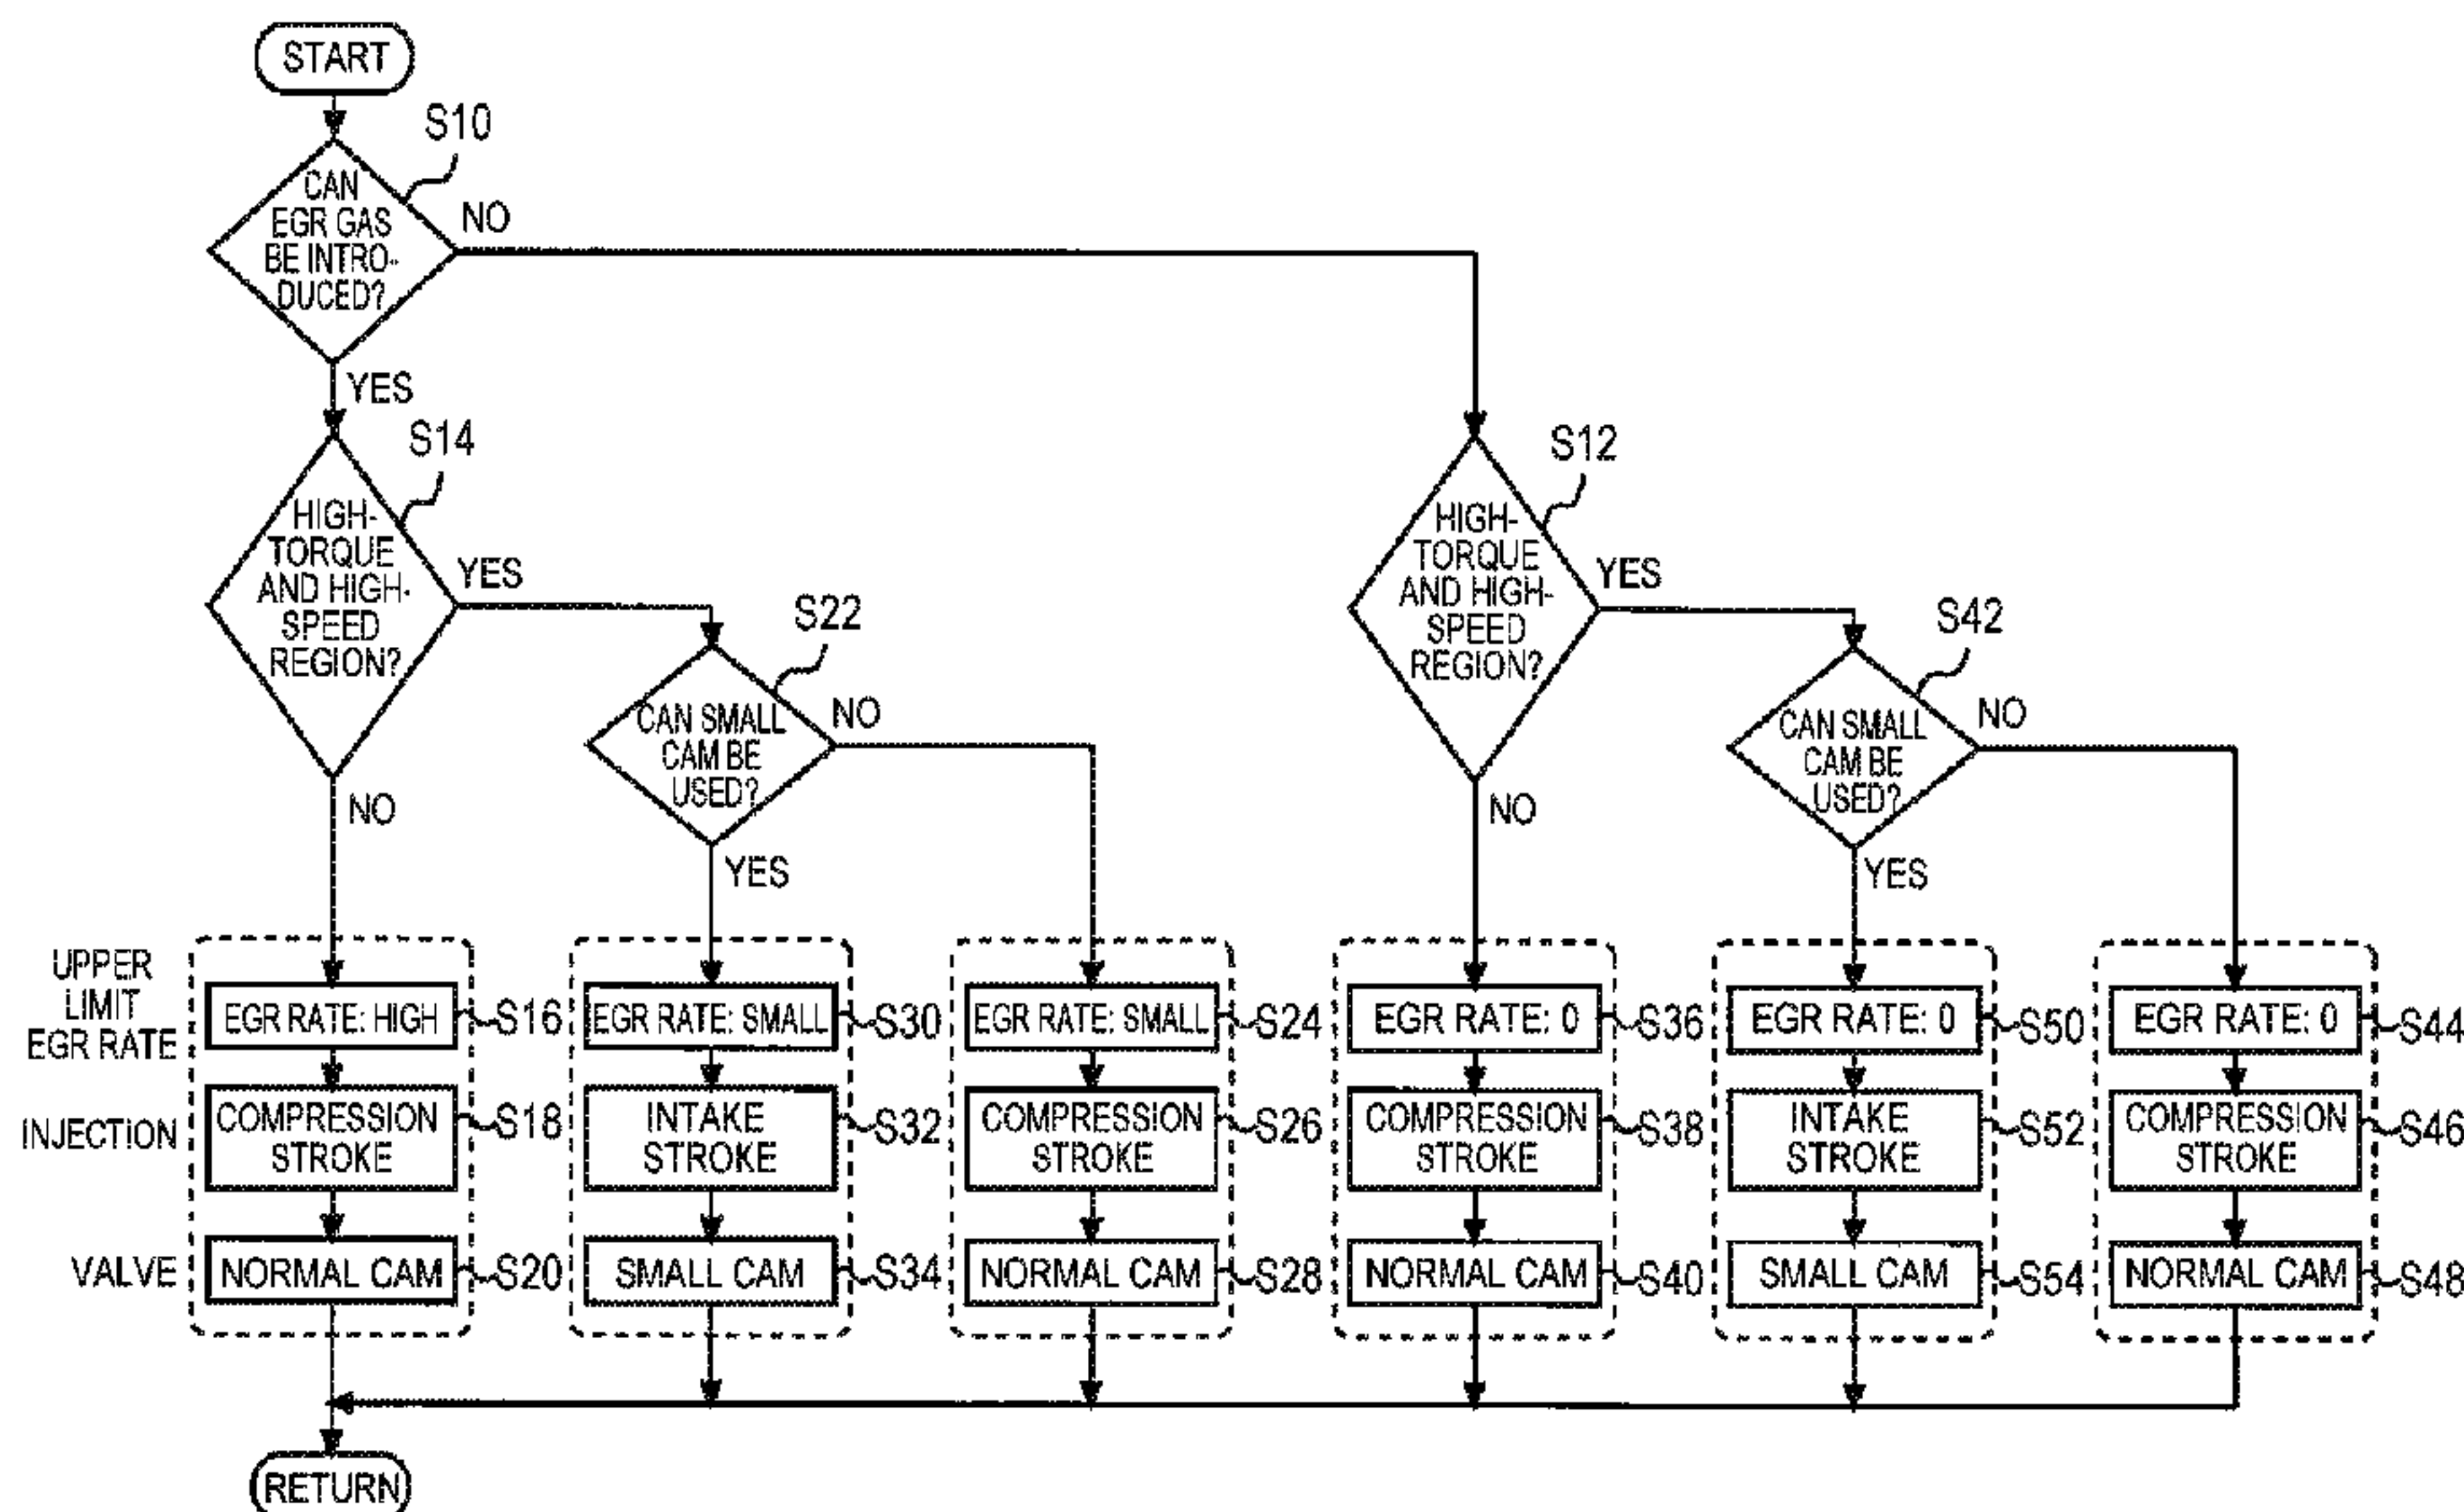 START
S10
CAN
EGR GAS
BE INTRO-
DUCED?
NO
YES
S14
HIGH-
TORQUE
AND HIGH-
SPEED
REGION?
YES
NO
S22
CAN SMALL
CAM BE
USED?
NO
YES
S12
HIGH-
TORQUE
AND HIGH-
SPEED
REGION?
YES
NO
S42
CAN SMALL
CAM BE
USED?
NO
YES
UPPER
LIMIT
EGR RATE
EGR RATE: HIGH
S16
EGR RATE: SMALL
S30
EGR RATE: SMALL
S24
EGR RATE: 0
S36
EGR RATE: 0
S50
EGR RATE: 0
S44
INJECTION
COMPRESSION
STROKE
S18
INTAKE
STROKE
S32
COMPRESSION
STROKE
S26
COMPRESSION
STROKE
S38
INTAKE
STROKE
S52
COMPRESSION
STROKE
S46
VALVE
NORMAL CAM
S20
SMALL CAM
S34
NORMAL CAM
S28
NORMAL CAM
S40
SMALL CAM
S54
NORMAL CAM
S48
RETURN